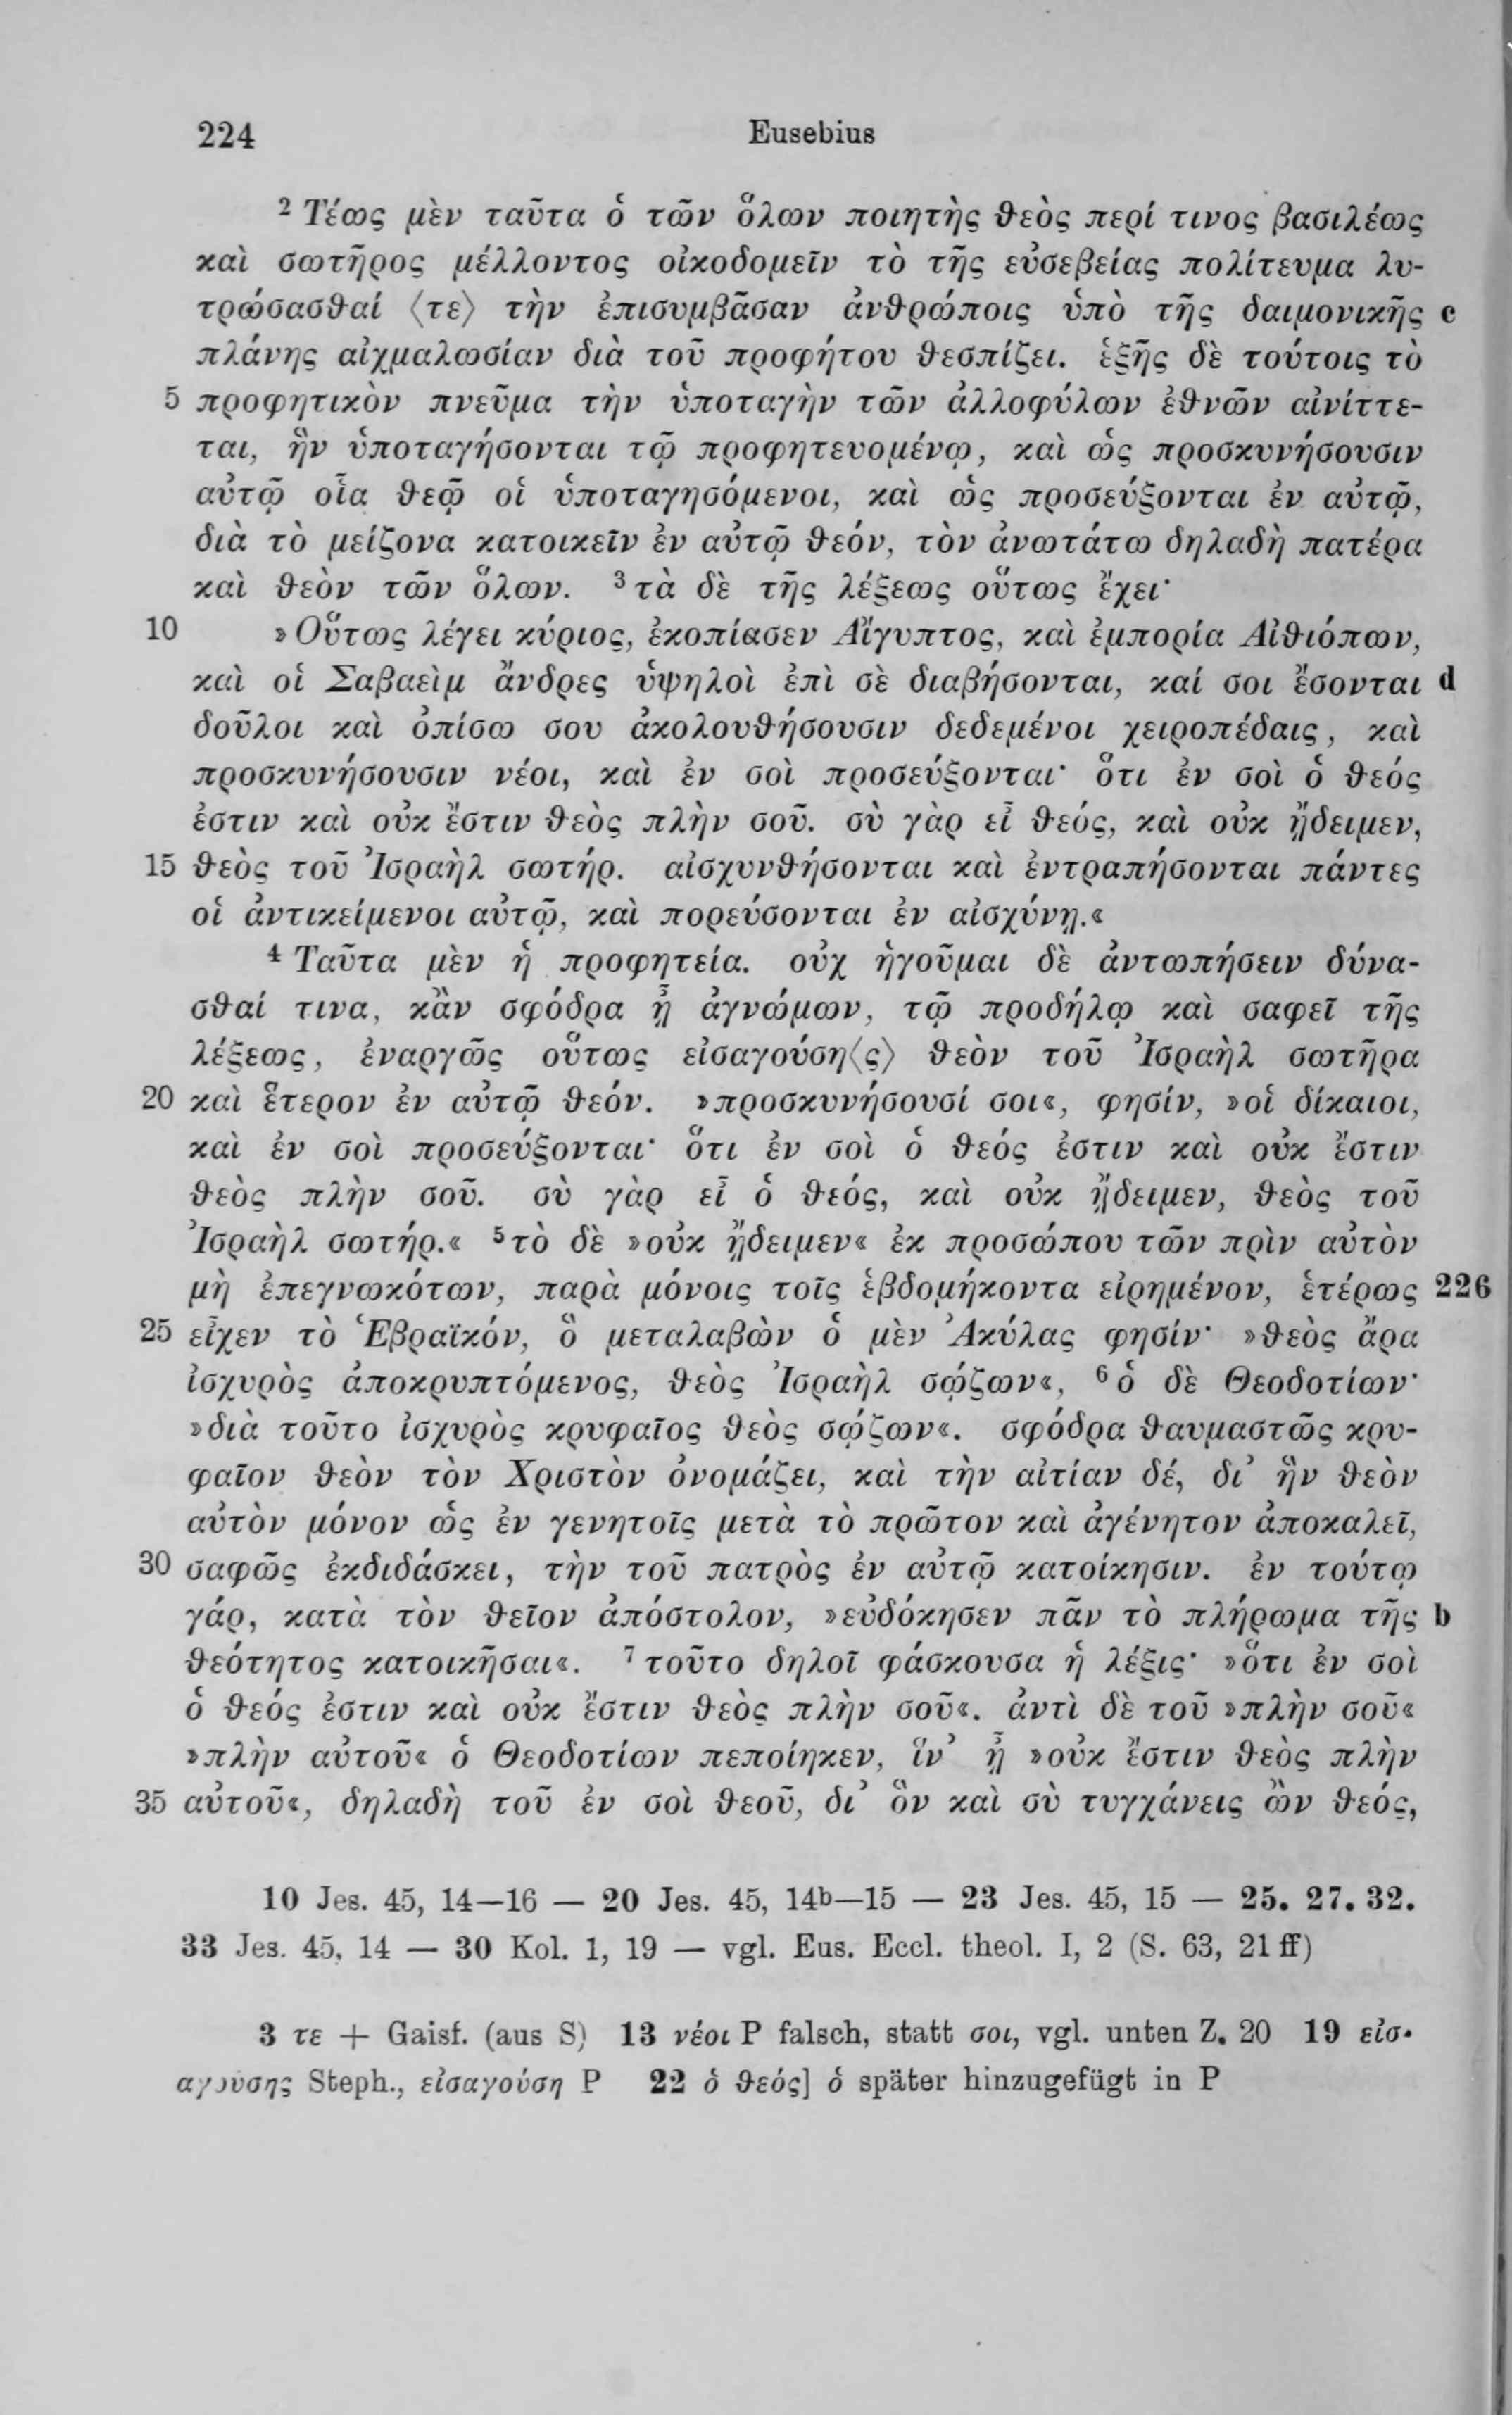 224 Eusebius
² Τέως μὲν ταῦτα ὁ τῶν ὅλων ποιητὴς θεὸς περί τινος βασιλέως
καὶ σωτῆρος μέλλοντος οἰκοδομεῖν τὸ τῆς εὐσεβείας πολίτευμα λυ-
τρώσασθαί ⟨τε⟩ τὴν ἐπισυμβᾶσαν ἀνθρώποις ὑπὸ τῆς δαιμονικῆς c
πλάνης αἰχμαλωσίαν διὰ τοῦ προφήτου θεσπίζει. ἑξῆς δὲ τούτοις τὸ
5 προφητικὸν πνεῦμα τὴν ὑποταγὴν τῶν ἀλλοφύλων ἐθνῶν αἰνίττε-
ται, ἣν ὑποταγήσονται τῷ προφητευομένῳ, καὶ ὡς προσκυνήσουσιν
αὐτῷ οἷα θεῷ οἱ ὑποταγησόμενοι, καὶ ὡς προσεύξονται ἐν αὐτῷ,
διὰ τὸ μείζονα κατοικεῖν ἐν αὐτῷ θεόν, τὸν ἀνωτάτω δηλαδὴ πατέρα
καὶ θεὸν τῶν ὅλων. ³ τὰ δὲ τῆς λέξεως οὕτως ἔχει·
10 »Οὕτως λέγει κύριος, ἐκοπίασεν Αἴγυπτος, καὶ ἐμπορία Αἰθιόπων,
καὶ οἱ Σαβαεὶμ ἄνδρες ὑψηλοὶ ἐπὶ σὲ διαβήσονται, καί σοι ἔσονται d
δοῦλοι καὶ ὀπίσω σου ἀκολουθήσουσιν δεδεμένοι χειροπέδαις, καὶ
προσκυνήσουσιν νέοι, καὶ ἐν σοὶ προσεύξονται· ὅτι ἐν σοὶ ὁ θεός
ἐστιν καὶ οὐκ ἔστιν θεὸς πλὴν σοῦ. σὺ γὰρ εἶ θεός, καὶ οὐκ ᾔδειμεν,
15 θεὸς τοῦ Ἰσραὴλ σωτήρ. αἰσχυνθήσονται καὶ ἐντραπήσονται πάντες
οἱ ἀντικείμενοι αὐτῷ, καὶ πορεύσονται ἐν αἰσχύνῃ.«
⁴ Ταῦτα μὲν ἡ προφητεία. οὐχ ἡγοῦμαι δὲ ἀντωπήσειν δύνα-
σθαί τινα, κἂν σφόδρα ᾖ ἀγνώμων, τῷ προδήλῳ καὶ σαφεῖ τῆς
λέξεως, ἐναργῶς οὕτως εἰσαγούση⟨ς⟩ θεὸν τοῦ Ἰσραὴλ σωτῆρα
20 καὶ ἕτερον ἐν αὐτῷ θεόν. »προσκυνήσουσί σοι«, φησίν, »οἱ δίκαιοι,
καὶ ἐν σοὶ προσεύξονται· ὅτι ἐν σοὶ ὁ θεός ἐστιν καὶ οὐκ ἔστιν
θεὸς πλὴν σοῦ. σὺ γὰρ εἶ ὁ θεός, καὶ οὐκ ᾔδειμεν, θεὸς τοῦ
Ἰσραὴλ σωτήρ.« ⁵ τὸ δὲ »οὐκ ᾔδειμεν« ἐκ προσώπου τῶν πρὶν αὐτὸν
μὴ ἐπεγνωκότων, παρὰ μόνοις τοῖς ἑβδομήκοντα εἰρημένον, ἑτέρως 226
25 εἶχεν τὸ Ἑβραϊκόν, ὃ μεταλαβὼν ὁ μὲν Ἀκύλας φησίν· »θεὸς ἄρα
ἰσχυρὸς ἀποκρυπτόμενος, θεὸς Ἰσραὴλ σῴζων«, ⁶ ὁ δὲ Θεοδοτίων·
»διὰ τοῦτο ἰσχυρὸς κρυφαῖος θεὸς σῴζων«. σφόδρα θαυμαστῶς κρυ-
φαῖον θεὸν τὸν Χριστὸν ὀνομάζει, καὶ τὴν αἰτίαν δέ, δι᾽ ἣν θεὸν
αὐτὸν μόνον ὡς ἐν γενητοῖς μετὰ τὸ πρῶτον καὶ ἀγένητον ἀποκαλεῖ,
30 σαφῶς ἐκδιδάσκει, τὴν τοῦ πατρὸς ἐν αὐτῷ κατοίκησιν. ἐν τούτῳ
γάρ, κατὰ τὸν θεῖον ἀπόστολον, »εὐδόκησεν πᾶν τὸ πλήρωμα τῆς b
θεότητος κατοικῆσαι«. ⁷ τοῦτο δηλοῖ φάσκουσα ἡ λέξις· »ὅτι ἐν σοὶ
ὁ θεός ἐστιν καὶ οὐκ ἔστιν θεὸς πλὴν σοῦ«. ἀντὶ δὲ τοῦ »πλὴν σοῦ«
»πλὴν αὐτοῦ« ὁ Θεοδοτίων πεποίηκεν, ἵν᾽ ᾖ »οὐκ ἔστιν θεὸς πλὴν
35 αὐτοῦ«, δηλαδὴ τοῦ ἐν σοὶ θεοῦ, δι᾽ ὃν καὶ σὺ τυγχάνεις ὢν θεός,
10 Jes. 45, 14—16 — 20 Jes. 45, 14b—15 — 23 Jes. 45, 15 — 25. 27. 32.
33 Jes. 45, 14 — 30 Kol. 1, 19 — vgl. Eus. Eccl. theol. I, 2 (S. 63, 21 ff)
3 τε + Gaisf. (aus S) 13 νέοι P falsch, statt σοι, vgl. unten Z. 20 19 εἰσ-
αγούσης Steph., εἰσαγούση P 22 ὁ θεός] ὁ später hinzugefügt in P